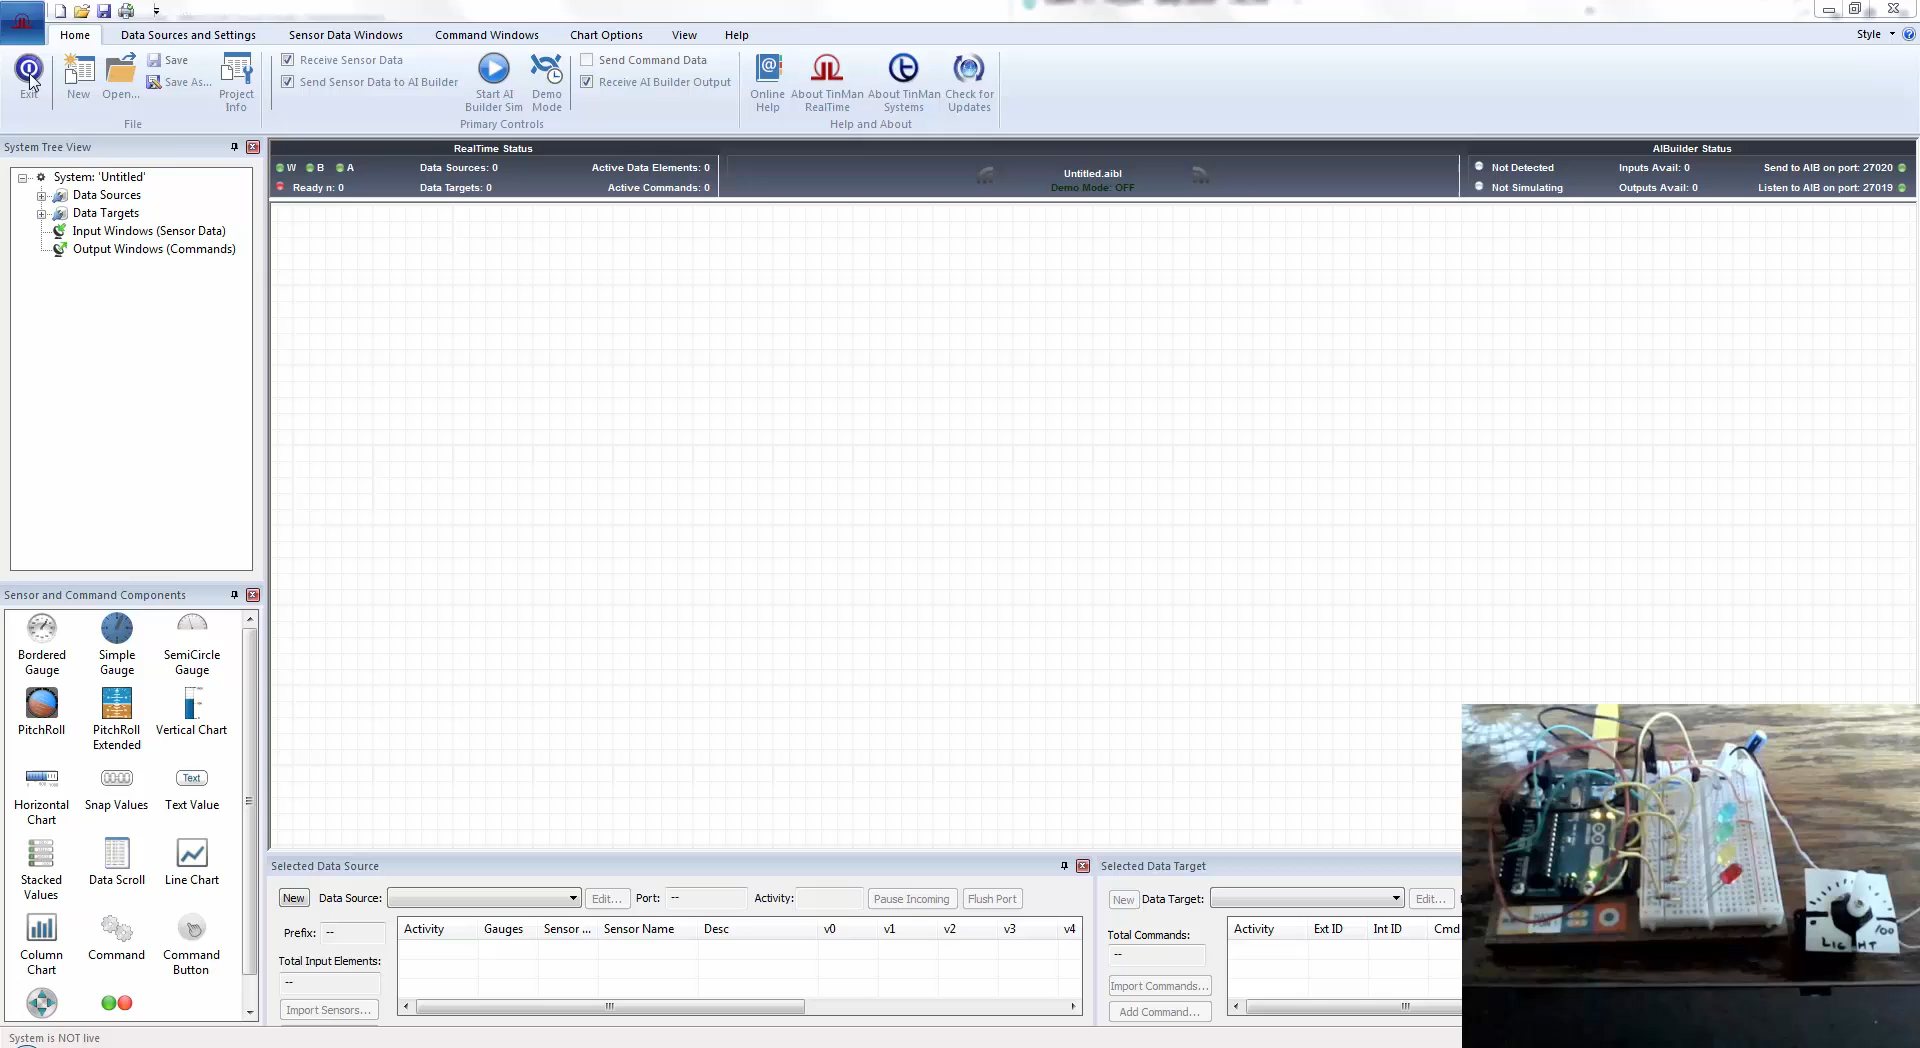 Home Data Sources and Settings Sensor Data Windows Command Windows Chart Options View Help Style
Exit
New
Open...
Save
Save As...
Project Info
File
Receive Sensor Data
Send Sensor Data to AI Builder
Start AI Builder Sim
Demo Mode
Send Command Data
Receive AI Builder Output
Primary Controls
Online Help
About TinMan RealTime
About TinMan Systems
Check for Updates
Help and About
System Tree View
System: 'Untitled'
Data Sources
Data Targets
Input Windows (Sensor Data)
Output Windows (Commands)
RealTime Status
W B A Data Sources: 0 Active Data Elements: 0
Ready n: 0 Data Targets: 0 Active Commands: 0
Untitled.aibl
Demo Mode: OFF
AIBuilder Status
Not Detected Inputs Avail: 0 Send to AIB on port: 27020
Not Simulating Outputs Avail: 0 Listen to AIB on port: 27019
Sensor and Command Components
Bordered Gauge
Simple Gauge
SemiCircle Gauge
PitchRoll
PitchRoll Extended
Vertical Chart
Horizontal Chart
Snap Values
Text
Text Value
Stacked Values
Data Scroll
Line Chart
Column Chart
Command
Command Button
Selected Data Source
New Data Source: Edit... Port: -- Activity: Pause Incoming Flush Port
Prefix: --
Total Input Elements:
--
Import Sensors...
Activity Gauges Sensor ... Sensor Name Desc v0 v1 v2 v3 v4
Selected Data Target
New Data Target: Edit...
Total Commands:
--
Import Commands...
Add Command...
Activity Ext ID Int ID Cmd
100
LIGHT
System is NOT live